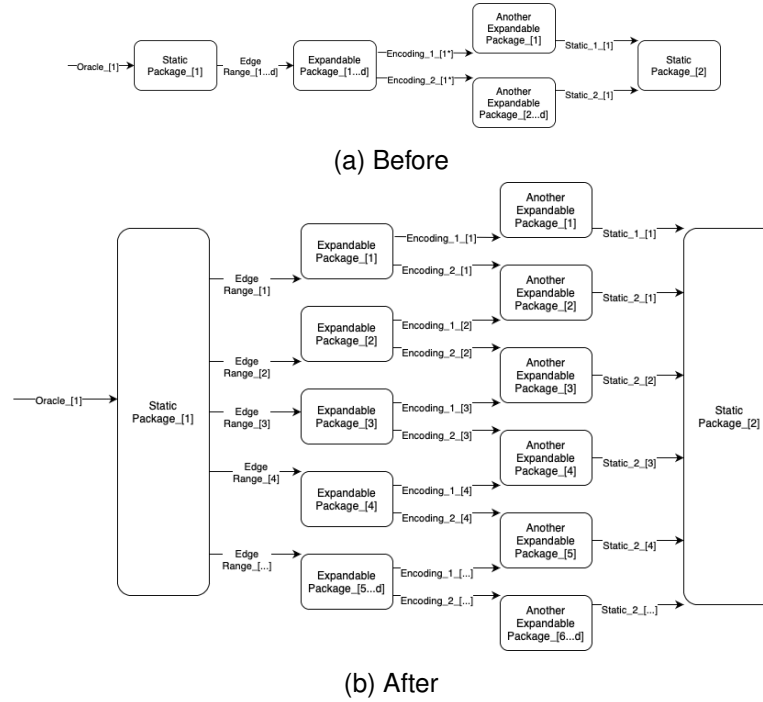 Another
Expandable
Package_[1]
Oracle_[1]
Static
Package_[1]
Edge
Range_[1...d]
Expandable
Package_[1...d]
Encoding_1_[1*]
Encoding_2_[1*]
Static_1_[1]
Static
Package_[2]
Another
Expandable
Package_[2...d]
Static_2_[1]
(a) Before
Oracle_[1]
Static
Package_[1]
Edge
Range_[1]
Expandable
Package_[1]
Encoding_1_[1]
Encoding_2_[1]
Another
Expandable
Package_[1]
Static_1_[1]
Edge
Range_[2]
Expandable
Package_[2]
Encoding_1_[2]
Encoding_2_[2]
Another
Expandable
Package_[2]
Static_2_[1]
Edge
Range_[3]
Expandable
Package_[3]
Encoding_1_[3]
Encoding_2_[3]
Another
Expandable
Package_[3]
Static_2_[2]
Edge
Range_[4]
Expandable
Package_[4]
Encoding_1_[4]
Encoding_2_[4]
Another
Expandable
Package_[4]
Static_2_[3]
Edge
Range_[...]
Expandable
Package_[5...d]
Encoding_1_[...]
Encoding_2_[...]
Another
Expandable
Package_[5]
Static_2_[4]
Another
Expandable
Package_[6...d]
Static_2_[...]
Static
Package_[2]
(b) After